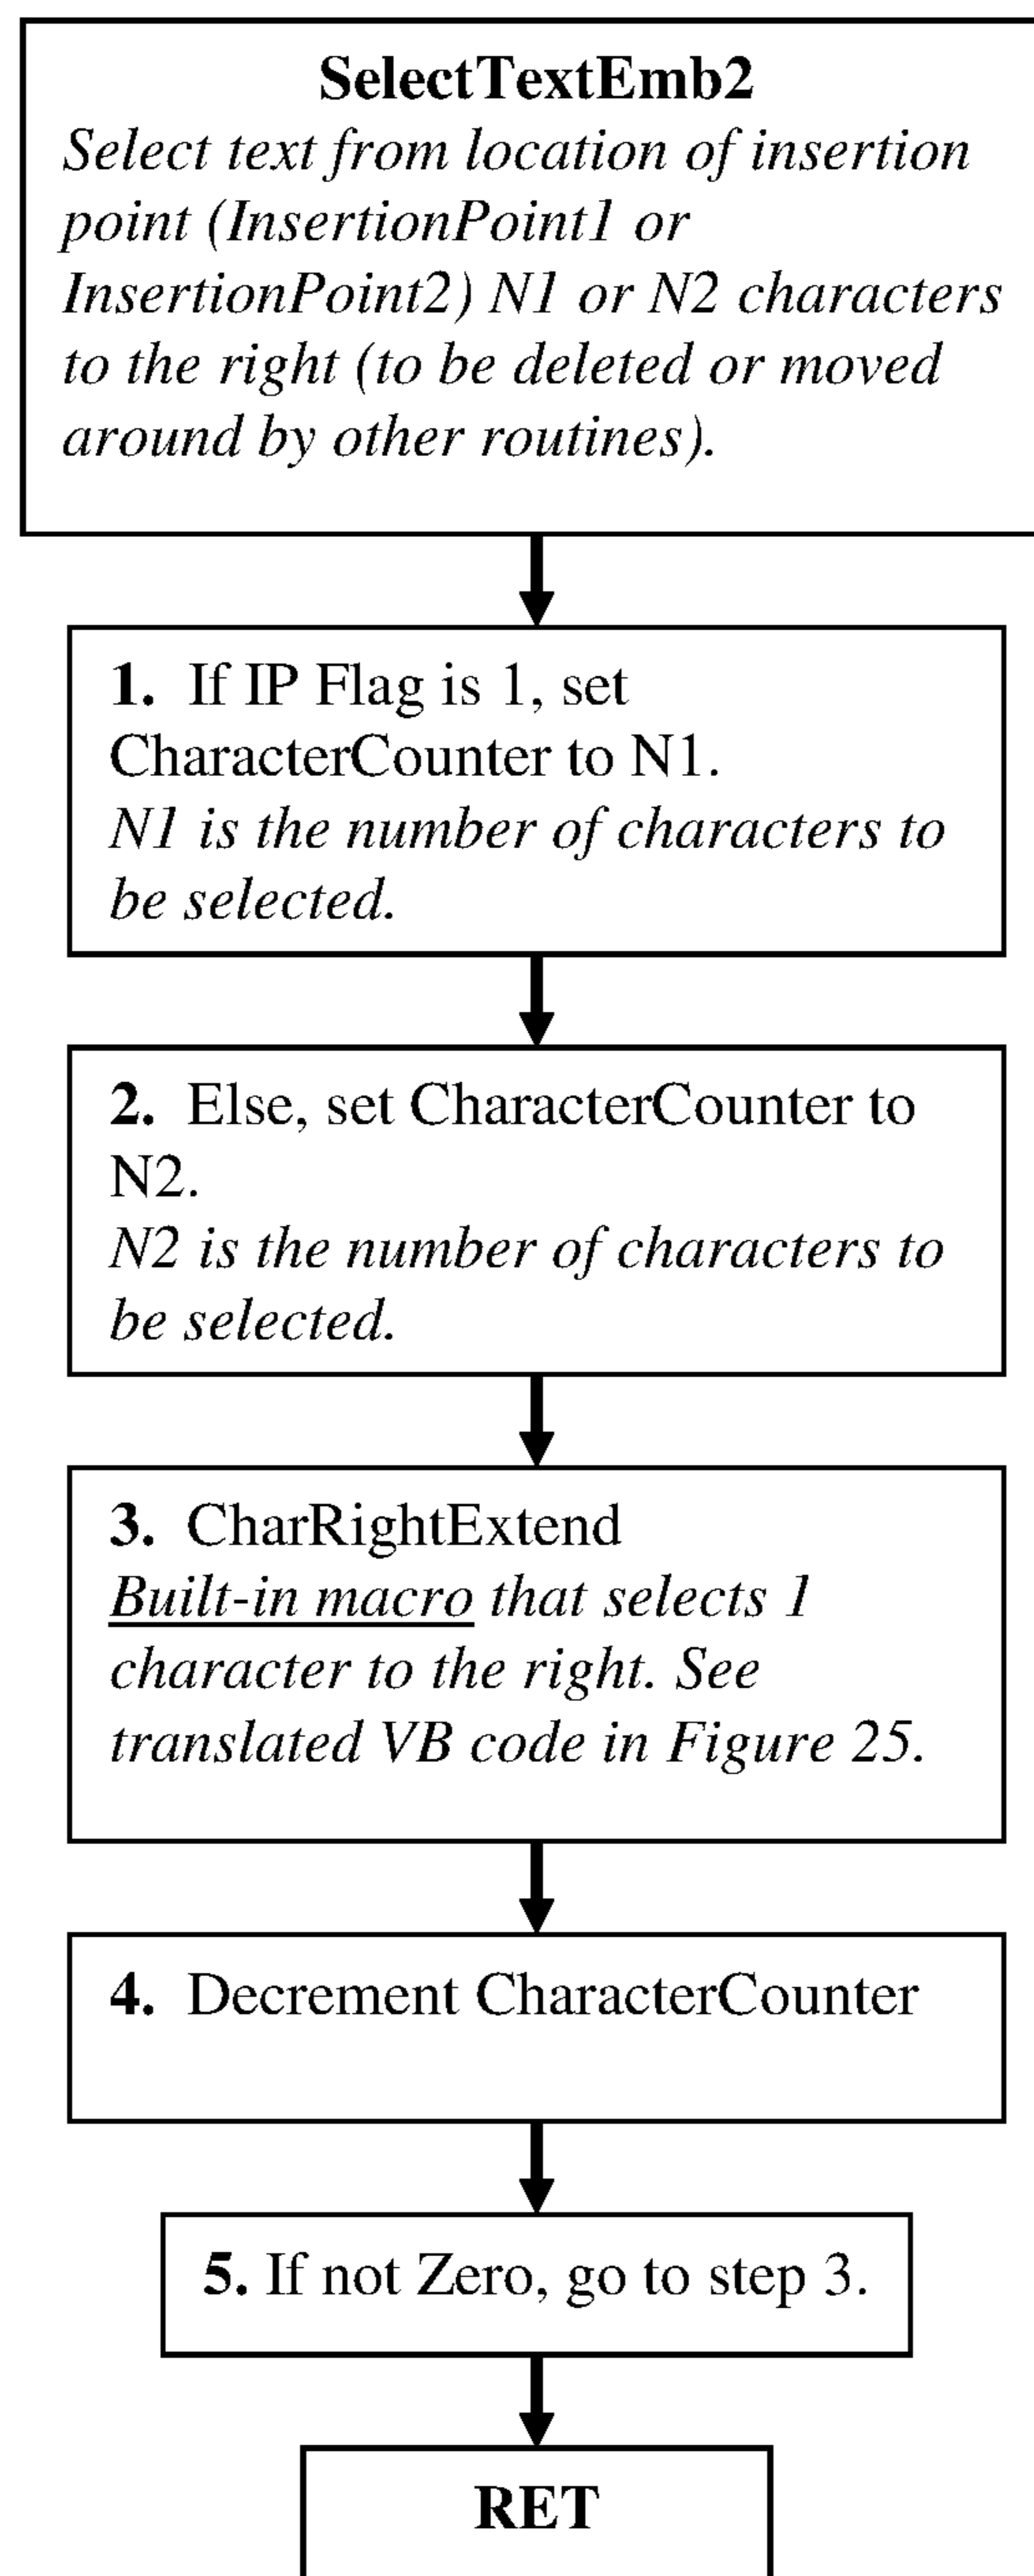 SelectTextEmb2
Select text from location of insertion
point (InsertionPoint1 or
InsertionPoint2) N1 or N2 characters
to the right (to be deleted or moved
around by other routines).
1. If IP Flag is 1, set
CharacterCounter to N1.
N1 is the number of characters to
be selected.
2. Else, set CharacterCounter to
N2.
N2 is the number of characters to
be selected.
3. CharRightExtend
Built-in macro that selects 1
character to the right. See
translated VB code in Figure 25.
4. Decrement CharacterCounter
5. If not Zero, go to step 3.
RET